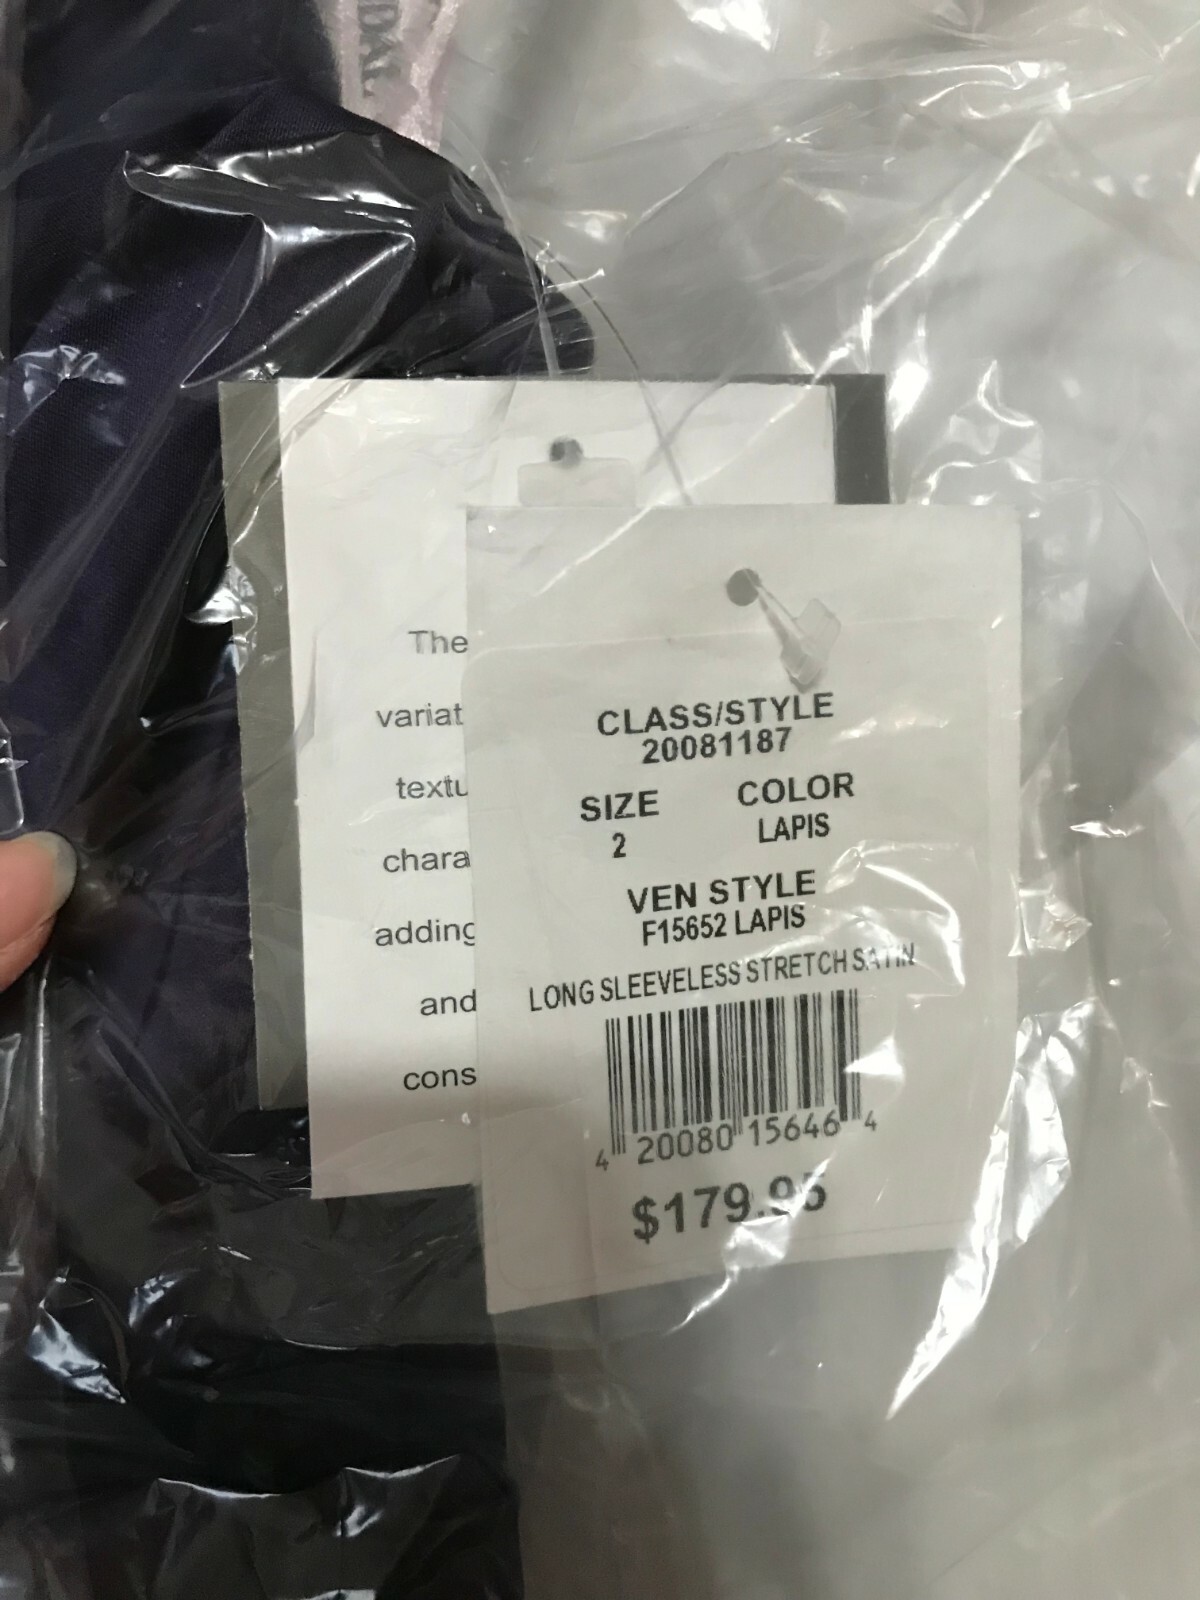 The
variat
textu
chara
adding
and
cons
CLASS/STYLE
20081187
SIZE COLOR
2 LAPIS
VEN STYLE
F15652 LAPIS
LONG SLEEVELESS STRETCH SATIN
4 20080 15646 4
$179.95